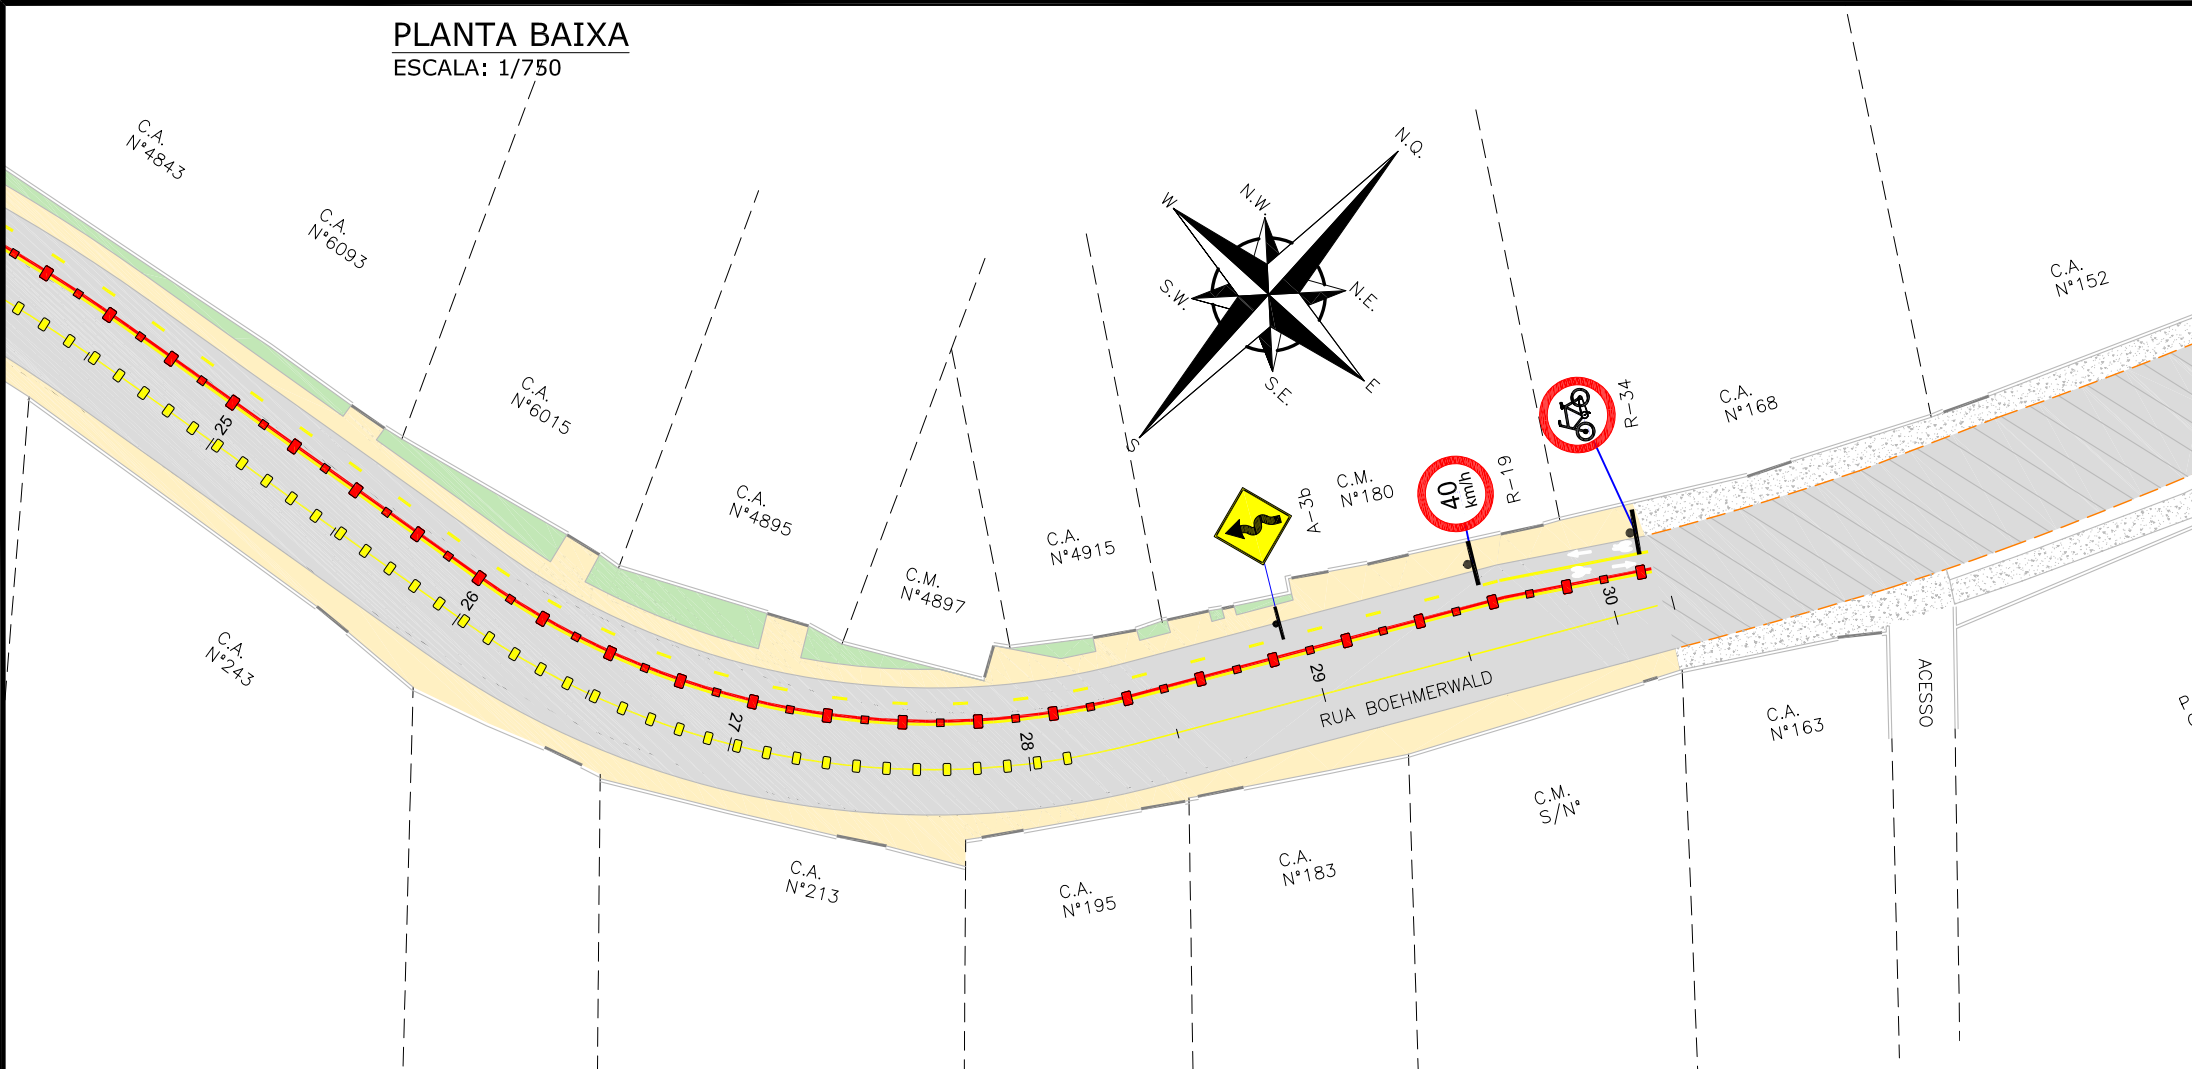 PLANTA BAIXA
ESCALA: 1/750
C.A.
N°4843
C.A.
N°6093
C.A.
N°6015
C.A.
N°4895
C.M.
N°4897
C.A.
N°4915
N.Q.
N.W.
W
S.W.
N.E.
S.E.
E
S
C.M.
N°180
A-3b
40
km/h
R-19
R-34
C.A.
N°168
C.A.
N°152
25
26
27
28
29
30
RUA BOEHMERWALD
C.A.
N°243
C.A.
N°213
C.A.
N°195
C.A.
N°183
C.M.
S/N°
C.A.
N°163
ACESSO